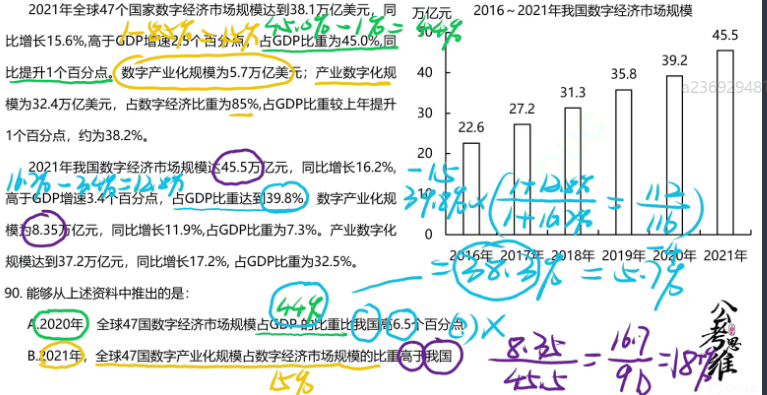 2021年全球47个国家数字经济市场规模达到38.1万亿美元，同
比增长15.6%,高于GDP增速2.5个百分点，占GDP比重为45.0%,同
比提升1个百分点。数字产业化规模为5.7万亿美元；产业数字化规
模为32.4万亿美元，占数字经济比重为85%,占GDP比重较上年提升
1个百分点，约为38.2%。
1-85%=15%
45.0%-1%=44%
2021年我国数字经济市场规模达45.5万亿元，同比增长16.2%,
高于GDP增速3.4个百分点，占GDP比重达到39.8%。数字产业化规
模为8.35万亿元，同比增长11.9%,占GDP比重为7.3%。产业数字化
规模达到37.2万亿元，同比增长17.2%, 占GDP比重为32.5%。
16.2%-3.4%=12.8%
万亿元
2016～2021年我国数字经济市场规模
50
40
30
20
10
0
22.6
27.2
31.3
35.8
39.2
45.5
2016年 2017年 2018年 2019年 2020年 2021年
a23692948
-1.5
39.8%×(1+12.8%/1+16.2%=112/116)
=38.3%=5.7%
90. 能够从上述资料中推出的是：
44%
A.2020年，全球47国数字经济市场规模占GDP的比重比我国高6.5个百分点
×
B.2021年，全球47国数字产业化规模占数字经济市场规模的比重高于我国
15%
8.35/45.5=16.7/90=18%
公考思维